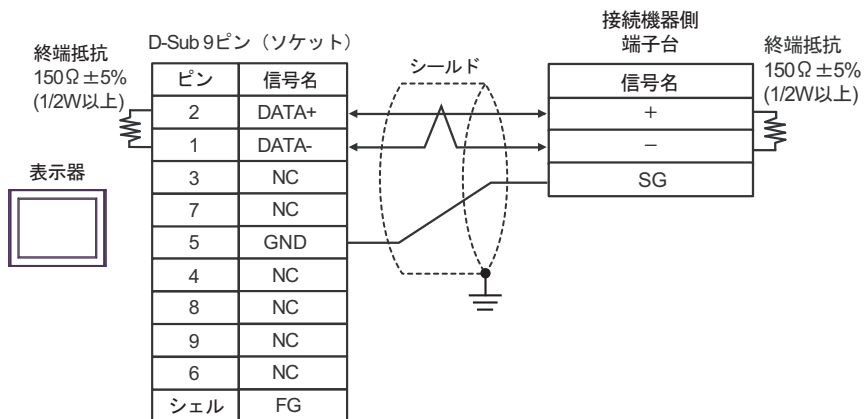 終端抵抗
150Ω±5%
(1/2W以上)
表示器
D-Sub 9ピン（ソケット）
ピン 信号名
2 DATA+
1 DATA-
3 NC
7 NC
5 GND
4 NC
8 NC
9 NC
6 NC
シェル FG
シールド
接続機器側
端子台
信号名
+
−
SG
終端抵抗
150Ω±5%
(1/2W以上)